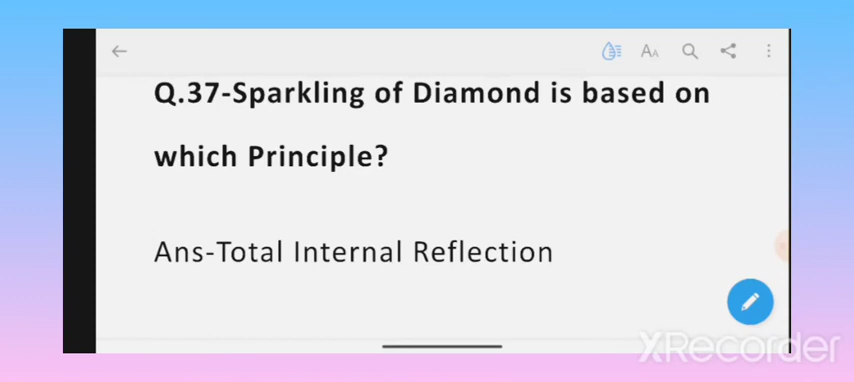 Q.37-Sparkling of Diamond is based on
which Principle?
Ans-Total Internal Reflection
XRecorder